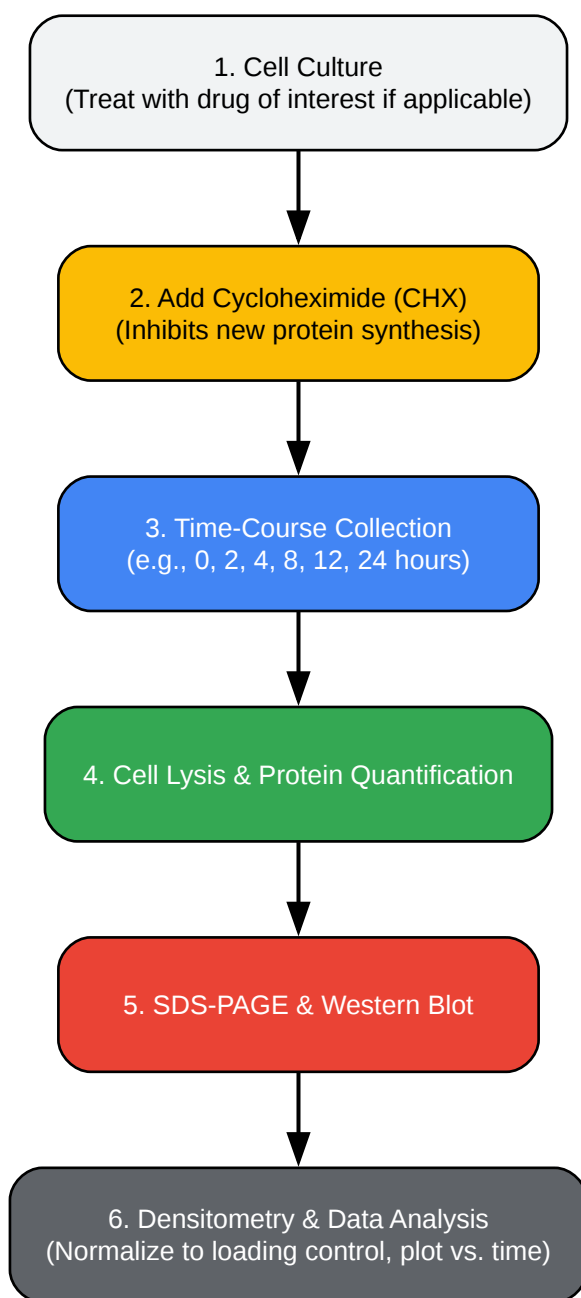 1. Cell Culture
(Treat with drug of interest if applicable)
2. Add Cycloheximide (CHX)
(Inhibits new protein synthesis)
3. Time-Course Collection
(e.g., 0, 2, 4, 8, 12, 24 hours)
4. Cell Lysis & Protein Quantification
5. SDS-PAGE & Western Blot
6. Densitometry & Data Analysis
(Normalize to loading control, plot vs. time)